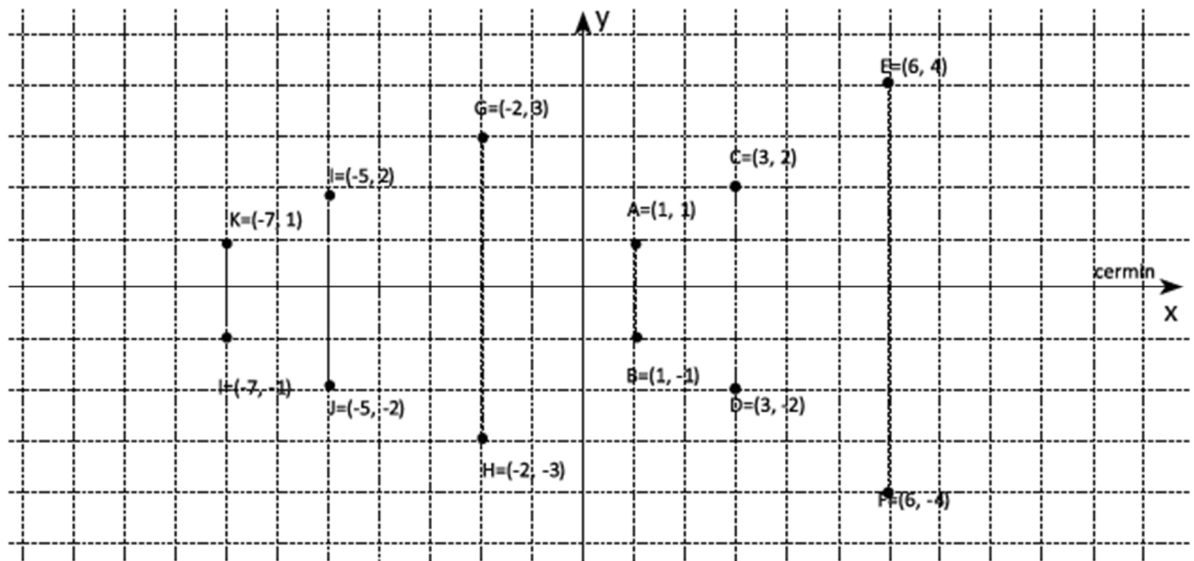 y
E=(6, 4)
G=(-2, 3)
C=(3, 2)
I=(-5, 2)
A=(1, 1)
K=(-7, 1)
cermin
x
B=(1, -1)
I=(-7, -1)
D=(3, -2)
J=(-5, -2)
H=(-2, -3)
F=(6, -4)